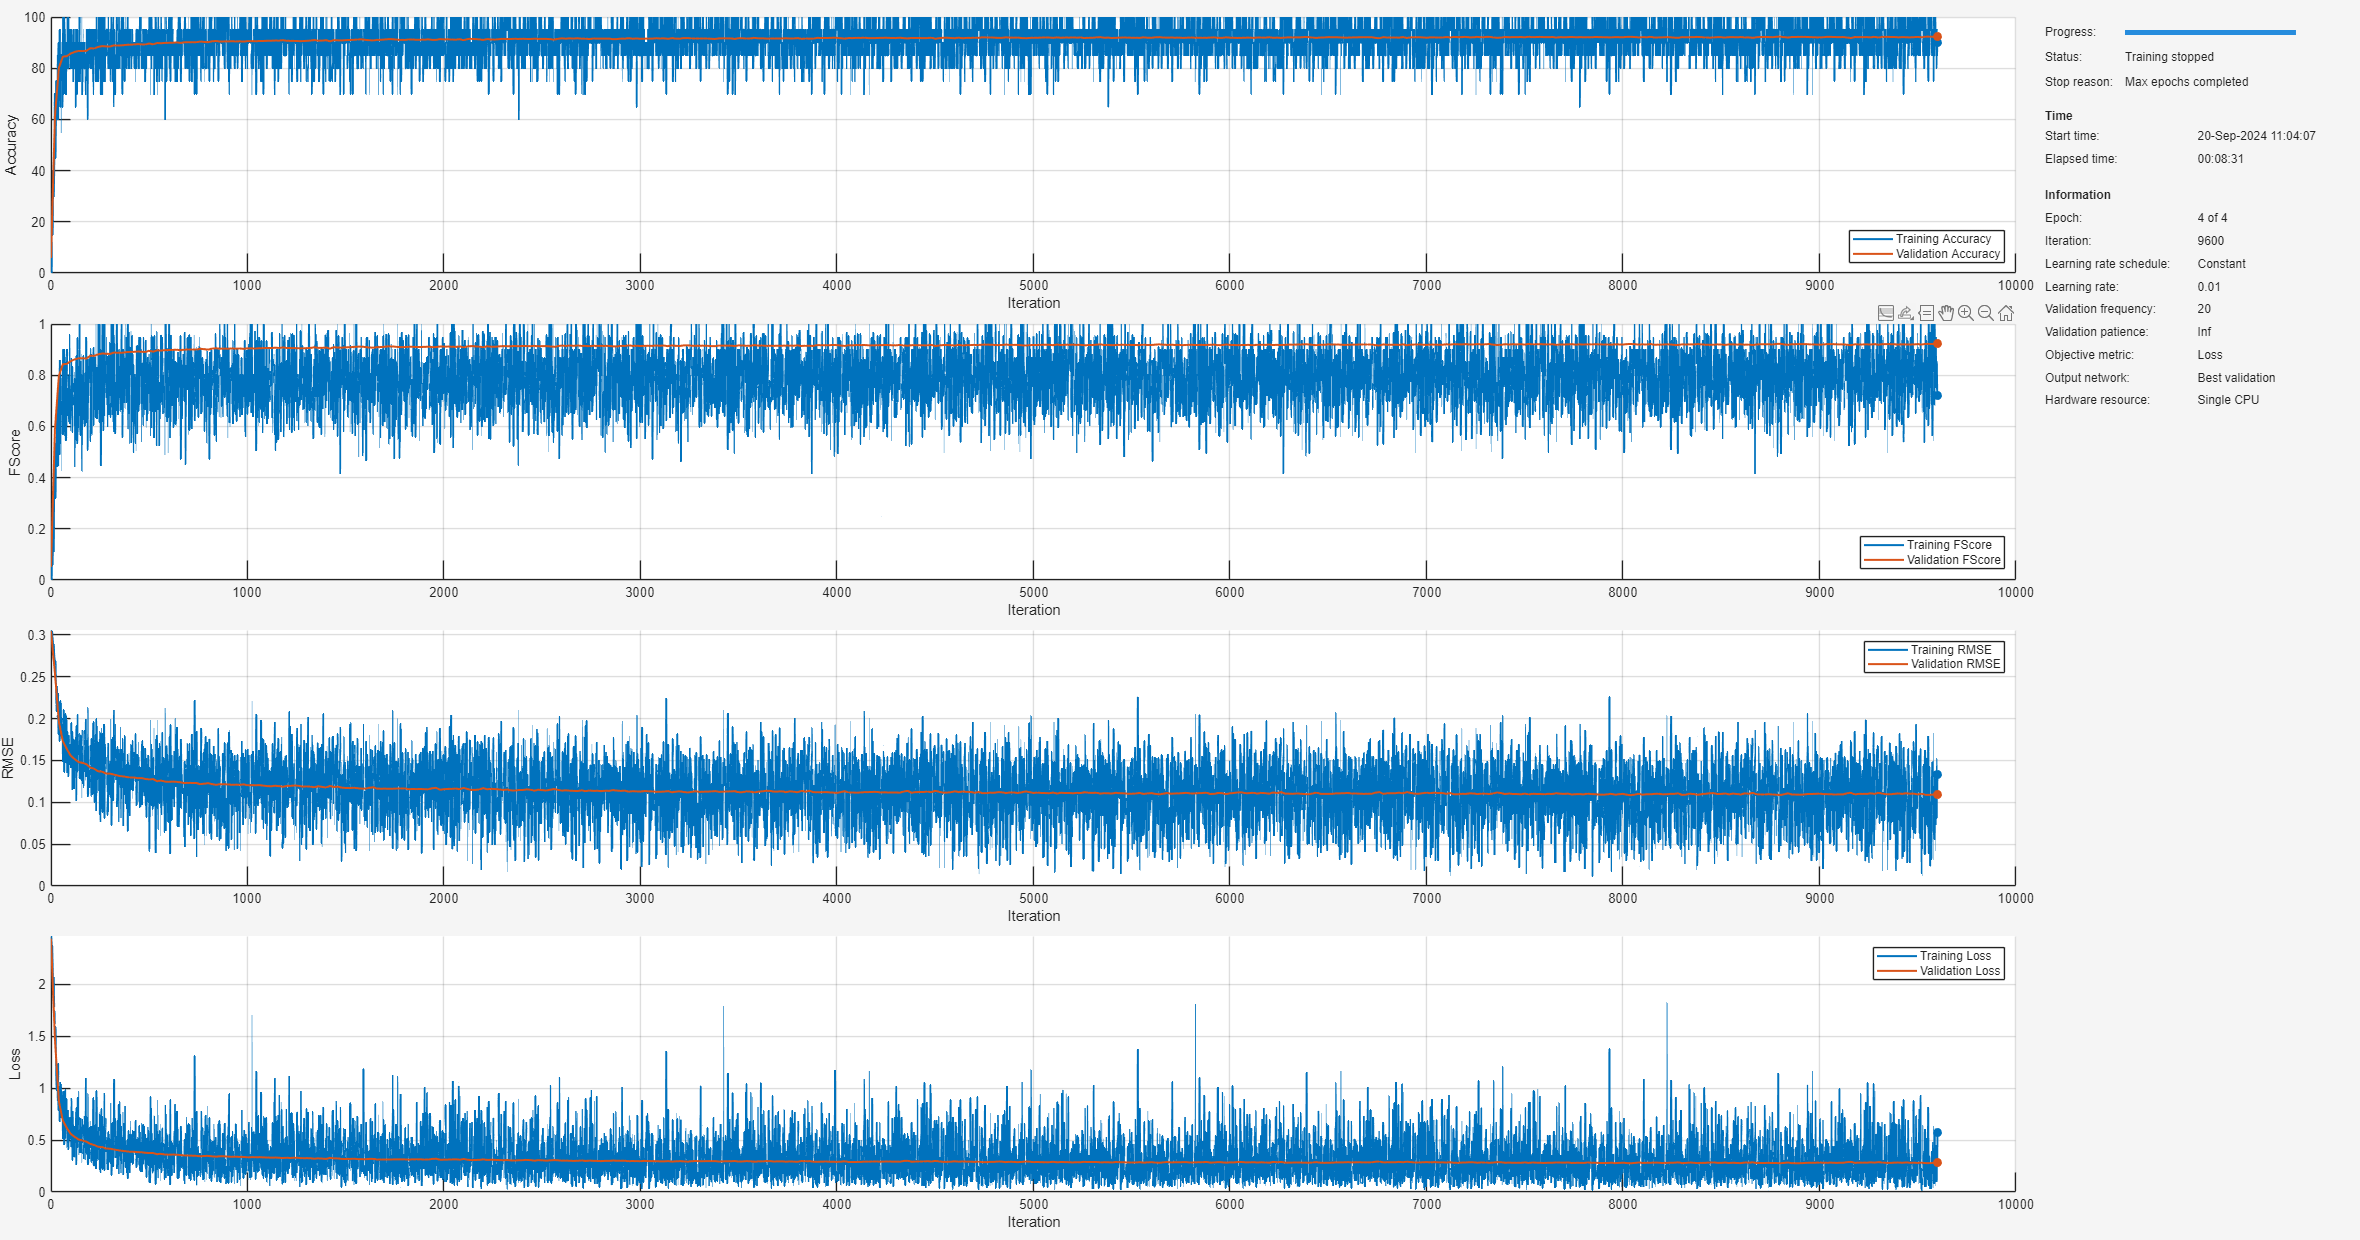 100
80
60
40
20
0
Accuracy
0 1000 2000 3000 4000 5000 6000 7000 8000 9000 10000
Iteration
Training Accuracy
Validation Accuracy
1
0.8
0.6
0.4
0.2
0
FScore
0 1000 2000 3000 4000 5000 6000 7000 8000 9000 10000
Iteration
Training FScore
Validation FScore
0.3
0.25
0.2
0.15
0.1
0.05
0
RMSE
0 1000 2000 3000 4000 5000 6000 7000 8000 9000 10000
Iteration
Training RMSE
Validation RMSE
2
1.5
1
0.5
0
Loss
0 1000 2000 3000 4000 5000 6000 7000 8000 9000 10000
Iteration
Training Loss
Validation Loss
Progress:
Status: Training stopped
Stop reason: Max epochs completed
Time
Start time: 20-Sep-2024 11:04:07
Elapsed time: 00:08:31
Information
Epoch: 4 of 4
Iteration: 9600
Learning rate schedule: Constant
Learning rate: 0.01
Validation frequency: 20
Validation patience: Inf
Objective metric: Loss
Output network: Best validation
Hardware resource: Single CPU